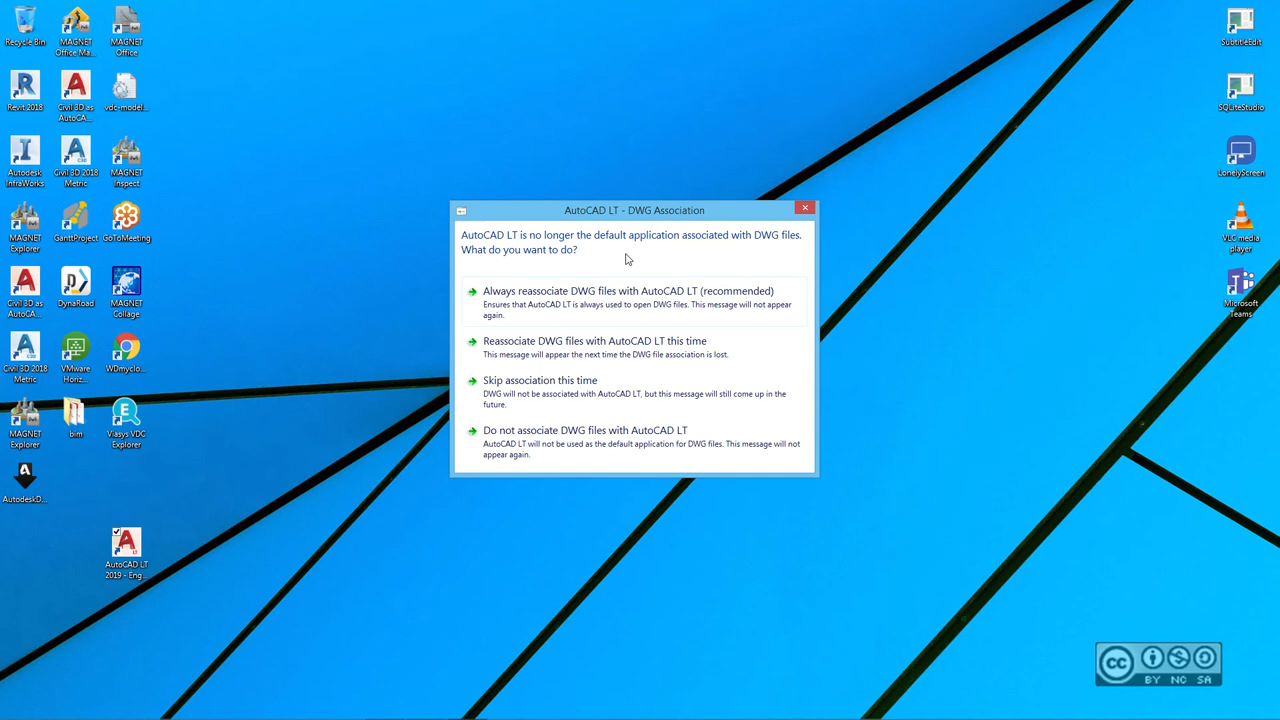 Recycle Bin
MAGNET
Office Ma...
MAGNET
Office
Revit 2018
Civil 3D as
AutoCA...
vdc-model...
Autodesk
InfraWorks
Civil 3D 2018
Metric
MAGNET
Inspect
MAGNET
Explorer
GanttProject
GoToMeeting
Civil 3D as
AutoCA...
DynaRoad
MAGNET
Collage
Civil 3D 2018
Metric
VMware
Horiz...
WDmyclo...
MAGNET
Explorer
bim
Viasys VDC
Explorer
AutodeskD...
AutoCAD LT
2019 - Eng...
AutoCAD LT - DWG Association
AutoCAD LT is no longer the default application associated with DWG files.
What do you want to do?
Always reassociate DWG files with AutoCAD LT (recommended)
Ensures that AutoCAD LT is always used to open DWG files. This message will not appear
again.
Reassociate DWG files with AutoCAD LT this time
This message will appear the next time the DWG file association is lost.
Skip association this time
DWG will not be associated with AutoCAD LT, but this message will still come up in the
future.
Do not associate DWG files with AutoCAD LT
AutoCAD LT will not be used as the default application for DWG files. This message will not
appear again.
SubtitleEdit
SQLiteStudio
LonelyScreen
VLC media
player
Microsoft
Teams
cc
BY NC SA